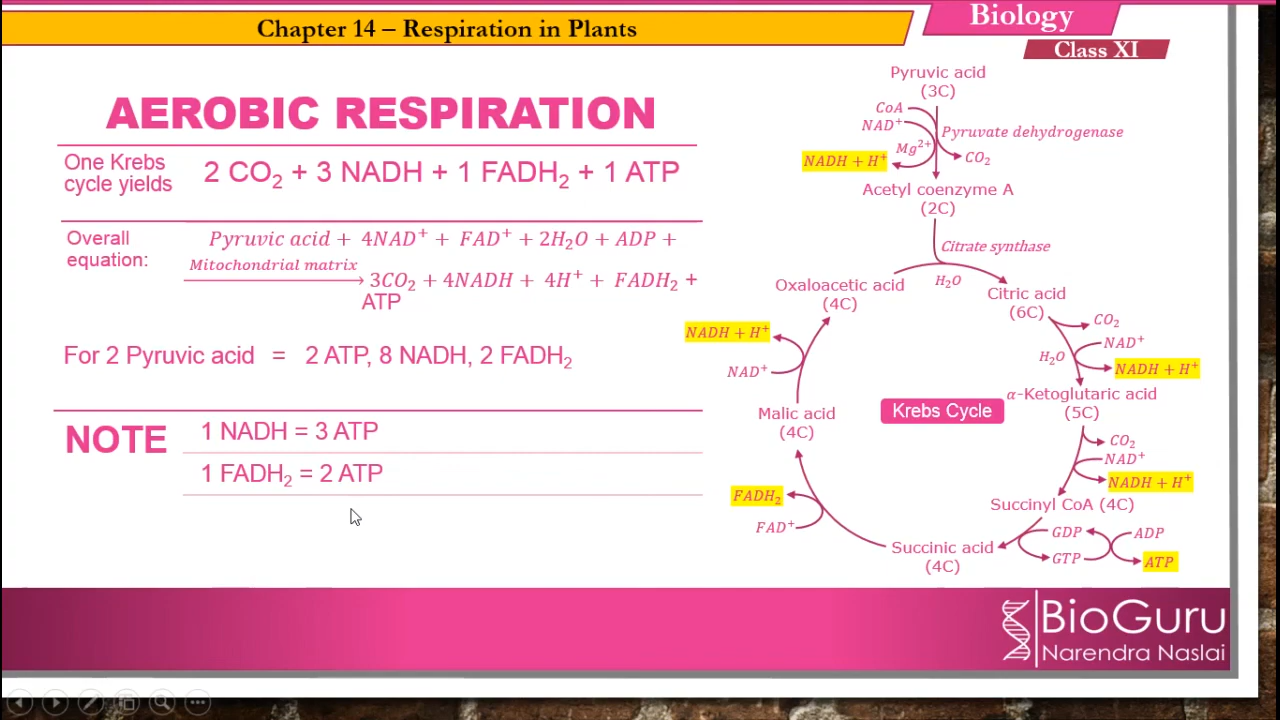 Chapter 14 – Respiration in Plants
Biology
Class XI
AEROBIC RESPIRATION
One Krebs
cycle yields
2 CO₂ + 3 NADH + 1 FADH₂ + 1 ATP
Overall
equation:
Pyruvic acid + 4NAD⁺ + FAD⁺ + 2H₂O + ADP +
Mitochondrial matrix
3CO₂ + 4NADH + 4H⁺ + FADH₂ +
ATP
For 2 Pyruvic acid = 2 ATP, 8 NADH, 2 FADH₂
NOTE
1 NADH = 3 ATP
1 FADH₂ = 2 ATP
Pyruvic acid
(3C)
CoA
NAD⁺
Pyruvate dehydrogenase
Mg²⁺
CO₂
NADH + H⁺
Acetyl coenzyme A
(2C)
Citrate synthase
H₂O
Oxaloacetic acid
(4C)
Citric acid
(6C)
CO₂
NAD⁺
H₂O
NADH + H⁺
α-Ketoglutaric acid
(5C)
CO₂
NAD⁺
NADH + H⁺
Succinyl CoA (4C)
GDP
ADP
GTP
ATP
Succinic acid
(4C)
FADH₂
FAD⁺
Malic acid
(4C)
NADH + H⁺
NAD⁺
Krebs Cycle
BioGuru
Narendra Naslai